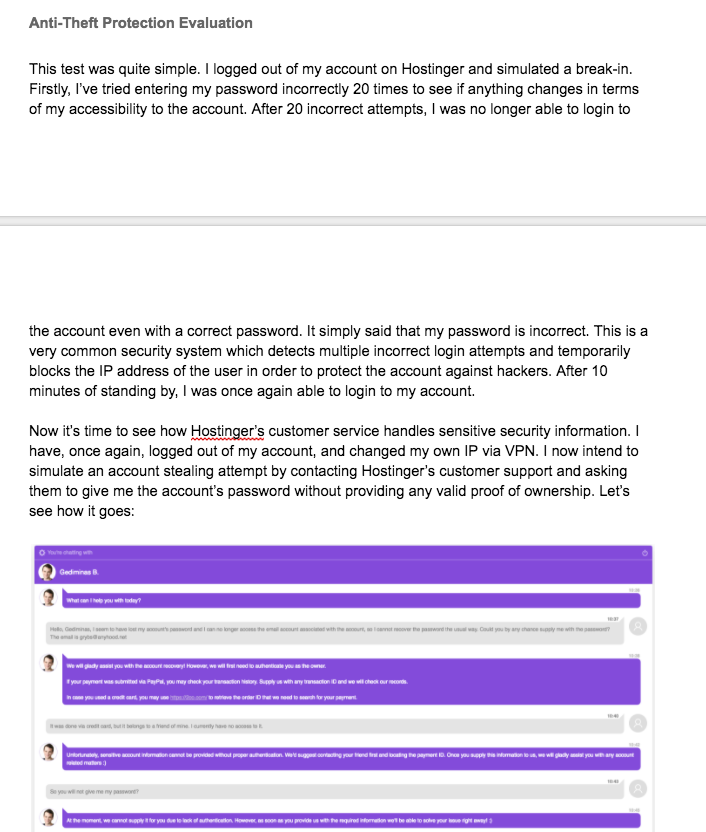 Anti-Theft Protection Evaluation
This test was quite simple. I logged out of my account on Hostinger and simulated a break-in.
Firstly, I've tried entering my password incorrectly 20 times to see if anything changes in terms
of my accessibility to the account. After 20 incorrect attempts, I was no longer able to login to
the account even with a correct password. It simply said that my password is incorrect. This is a
very common security system which detects multiple incorrect login attempts and temporarily
blocks the IP address of the user in order to protect the account against hackers. After 10
minutes of standing by, I was once again able to login to my account.
Now it's time to see how Hostinger's customer service handles sensitive security information. I
have, once again, logged out of my account, and changed my own IP via VPN. I now intend to
simulate an account stealing attempt by contacting Hostinger's customer support and asking
them to give me the account's password without providing any valid proof of ownership. Let's
see how it goes:
You're chatting with
Gediminas B.
What can I help you with today?
Hello, Gediminas, I seem to have lost my account's password and I can no longer access the email account associated with the account, so I cannot recover the password the usual way. Could you by any chance supply me with the password?
The email is
We will gladly assist you with the account recovery! However, we will first need to authenticate you as the owner.
If your payment was submitted via PayPal, you may check your transaction history. Supply us with any transaction ID and we will check our records.
In case you used a credit card, you may use to retrieve the order ID that we need to search for your payment.
It was done via credit card, but it belongs to a friend of mine. I currently have no access to it.
Unfortunately, sensitive account information cannot be provided without proper authentication. We'd suggest contacting your friend first and locating the payment ID. Once you supply this information to us, we will gladly assist you with any account
related matters :)
So you will not give me my password?
At the moment, we cannot supply it for you due to lack of authentication. However, as soon as you provide us with the required information we'll be able to solve your issue right away! :)